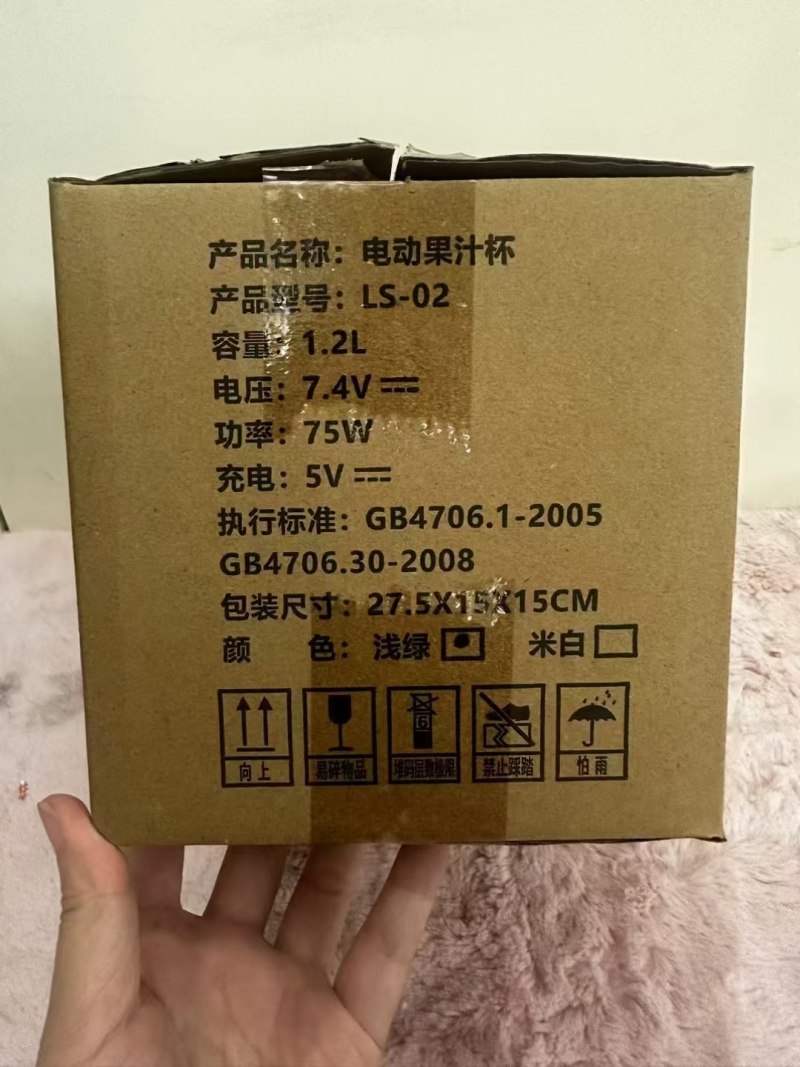 产品名称：电动果汁杯
产品型号：LS-02
容量：1.2L
电压：7.4V
功率：75W
充电：5V
执行标准：GB4706.1-2005
GB4706.30-2008
包装尺寸：27.5X15X15CM
颜　　色：浅绿 米白
向上 易碎物品 堆码层数极限 禁止踩踏 怕雨